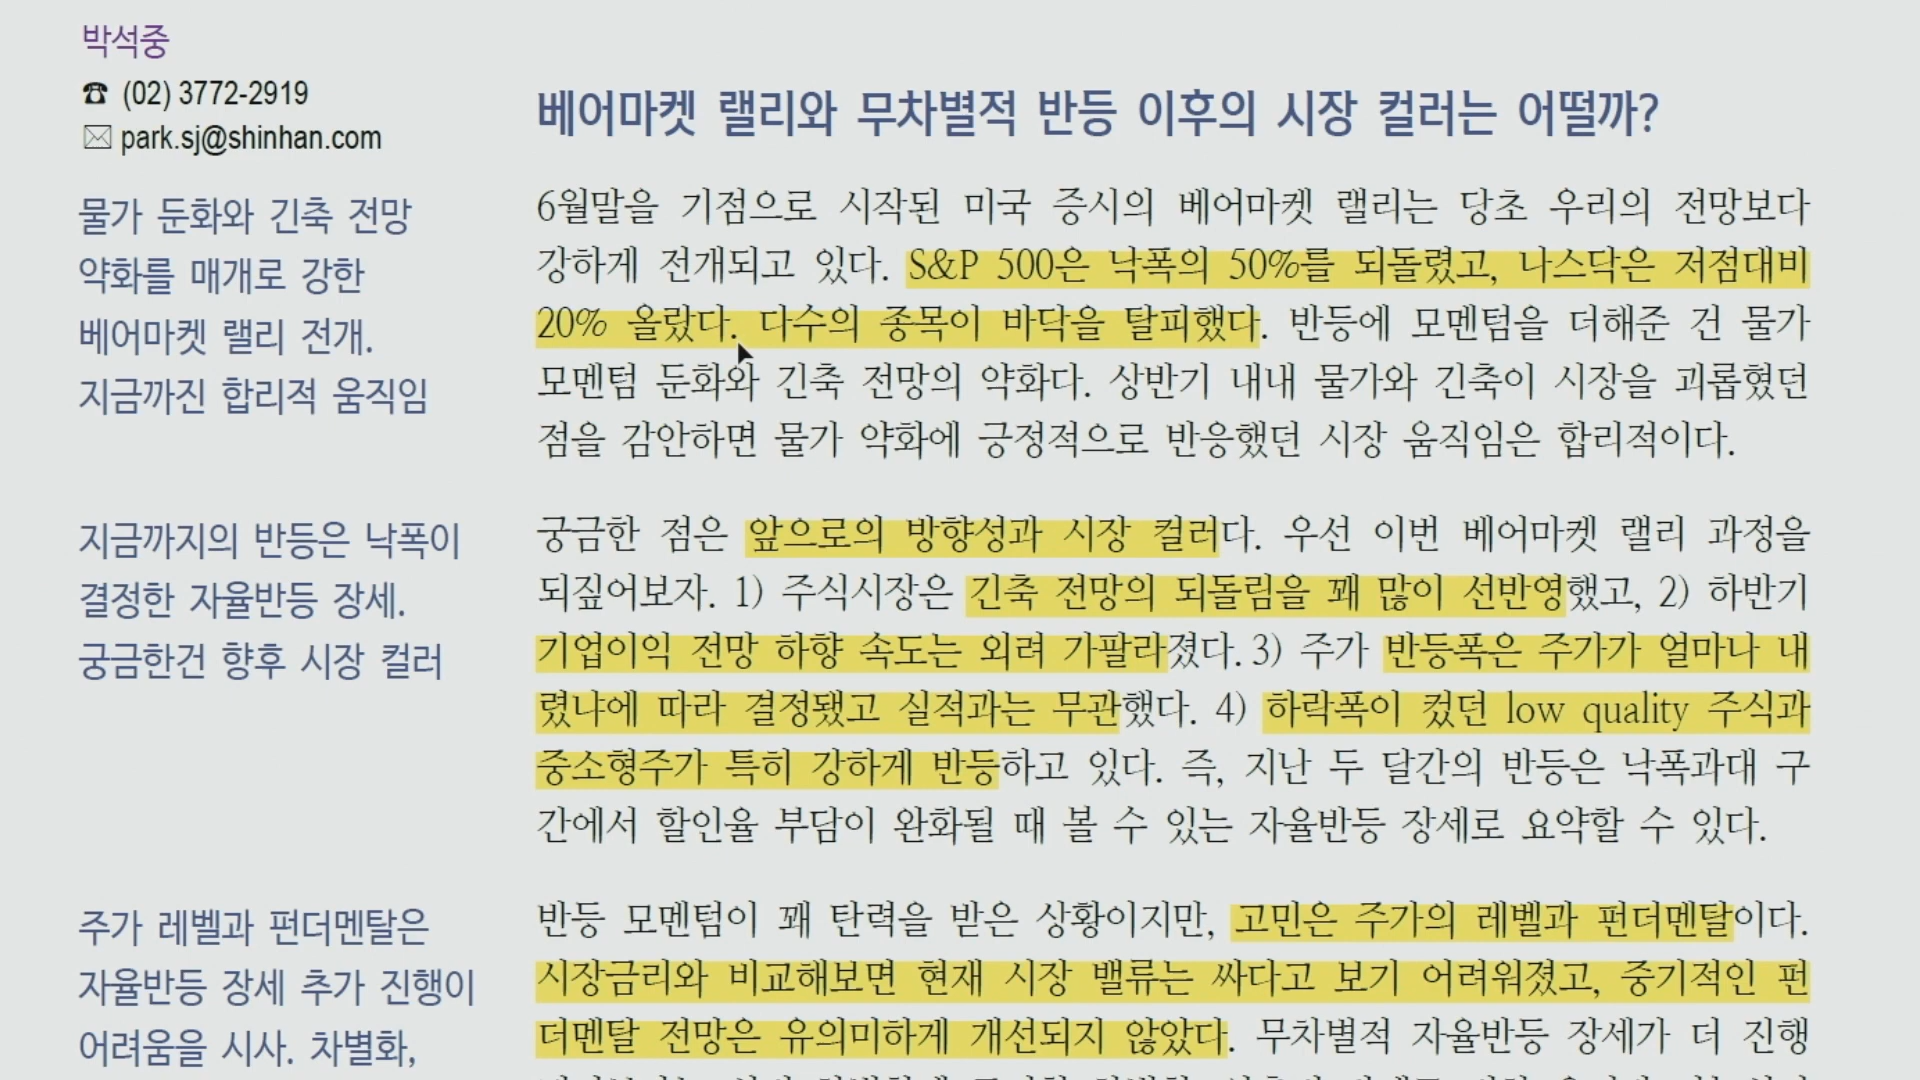 박석중
☎ (02) 3772-2919
✉ park.sj@shinhan.com
물가 둔화와 긴축 전망
약화를 매개로 강한
베어마켓 랠리 전개.
지금까진 합리적 움직임
지금까지의 반등은 낙폭이
결정한 자율반등 장세.
궁금한건 향후 시장 컬러
주가 레벨과 펀더멘탈은
자율반등 장세 추가 진행이
어려움을 시사. 차별화,
베어마켓 랠리와 무차별적 반등 이후의 시장 컬러는 어떨까?
6월말을 기점으로 시작된 미국 증시의 베어마켓 랠리는 당초 우리의 전망보다
강하게 전개되고 있다. S&P 500은 낙폭의 50%를 되돌렸고, 나스닥은 저점대비
20% 올랐다. 다수의 종목이 바닥을 탈피했다. 반등에 모멘텀을 더해준 건 물가
모멘텀 둔화와 긴축 전망의 약화다. 상반기 내내 물가와 긴축이 시장을 괴롭혔던
점을 감안하면 물가 약화에 긍정적으로 반응했던 시장 움직임은 합리적이다.
궁금한 점은 앞으로의 방향성과 시장 컬러다. 우선 이번 베어마켓 랠리 과정을
되짚어보자. 1) 주식시장은 긴축 전망의 되돌림을 꽤 많이 선반영했고, 2) 하반기
기업이익 전망 하향 속도는 외려 가팔라졌다. 3) 주가 반등폭은 주가가 얼마나 내
렸냐에 따라 결정됐고 실적과는 무관했다. 4) 하락폭이 컸던 low quality 주식과
중소형주가 특히 강하게 반등하고 있다. 즉, 지난 두 달간의 반등은 낙폭과대 구
간에서 할인율 부담이 완화될 때 볼 수 있는 자율반등 장세로 요약할 수 있다.
반등 모멘텀이 꽤 탄력을 받은 상황이지만, 고민은 주가의 레벨과 펀더멘탈이다.
시장금리와 비교해보면 현재 시장 밸류는 싸다고 보기 어려워졌고, 중기적인 펀
더멘탈 전망은 유의미하게 개선되지 않았다. 무차별적 자율반등 장세가 더 진행